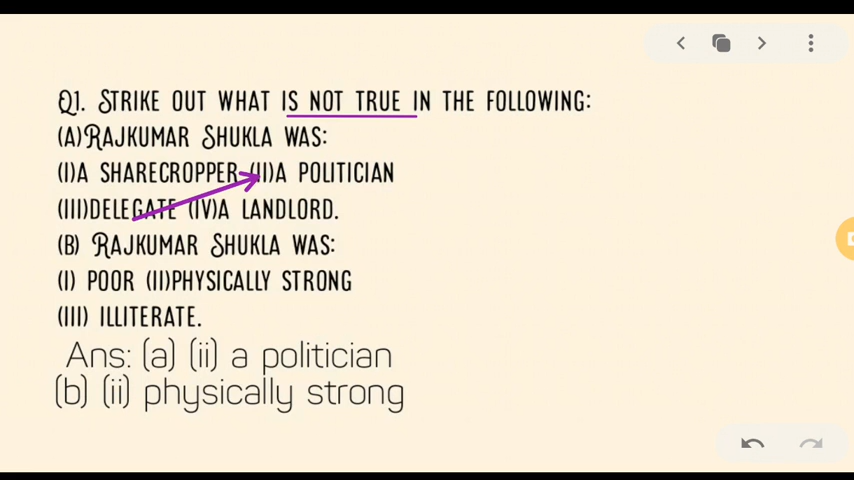 Q1. STRIKE OUT WHAT IS NOT TRUE IN THE FOLLOWING:
(A)RAJKUMAR SHUKLA WAS:
(I)A SHARECROPPER (II)A POLITICIAN
(III)DELEGATE (IV)A LANDLORD.
(B) RAJKUMAR SHUKLA WAS:
(I) POOR (II)PHYSICALLY STRONG
(III) ILLITERATE.
Ans: (a) (ii) a politician
(b) (ii) physically strong